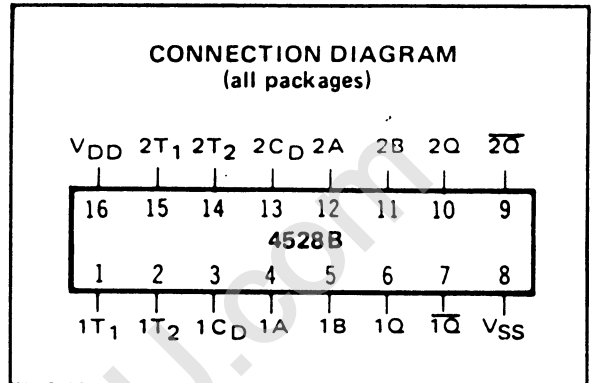 CONNECTION DIAGRAM
(all packages)
VDD 2T1 2T2 2CD 2A 2B 2Q 2Q̅
16 15 14 13 12 11 10 9
4528B
1 2 3 4 5 6 7 8
1T1 1T2 1CD 1A 1B 1Q 1Q̅ VSS